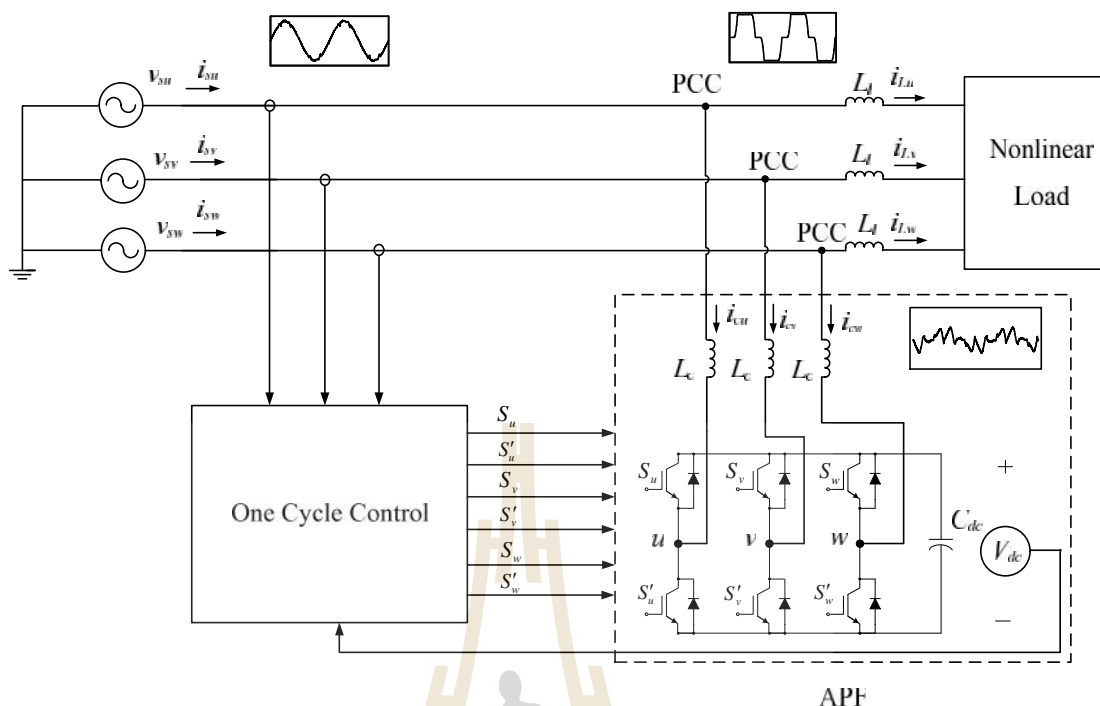 v_su i_su
PCC
L_l i_Lu
v_sv i_sv
PCC
L_l i_Lv
Nonlinear
Load
v_sw i_sw
PCC
L_l i_Lw
i_cu i_cv i_cw
L_c L_c L_c
S_u
S'_u
S_v
S'_v
S_w
S'_w
One Cycle Control
S_u S_v S_w
+
C_dc
u v w
V_dc
S'_u S'_v S'_w
−
APF